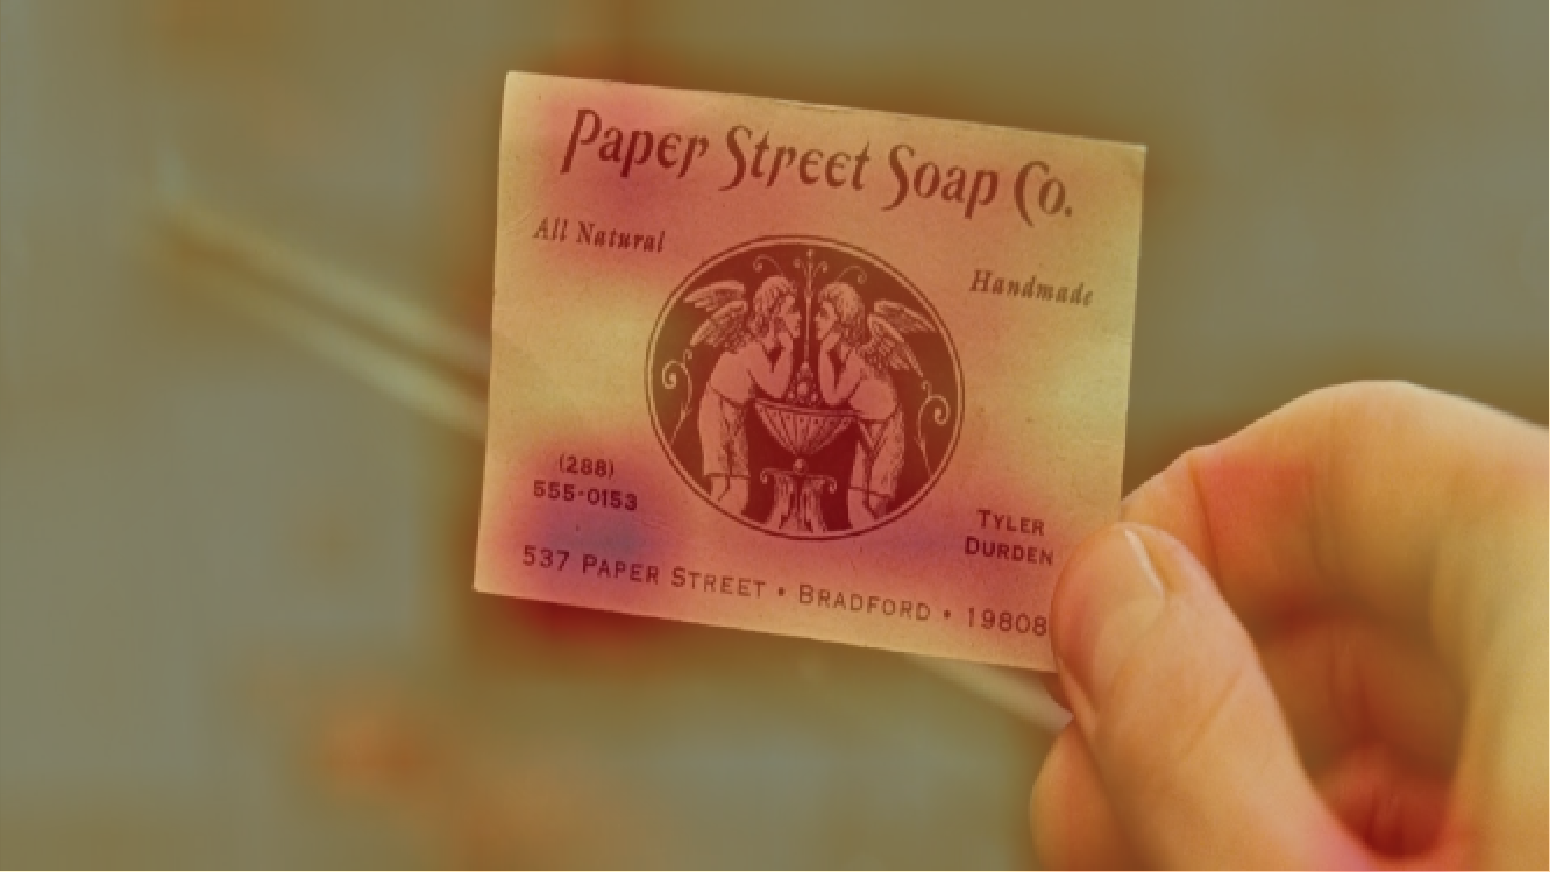 Paper Street Soap Co.
All Natural
Handmade
(288)
555-0153
TYLER
DURDEN
537 PAPER STREET • BRADFORD • 19808